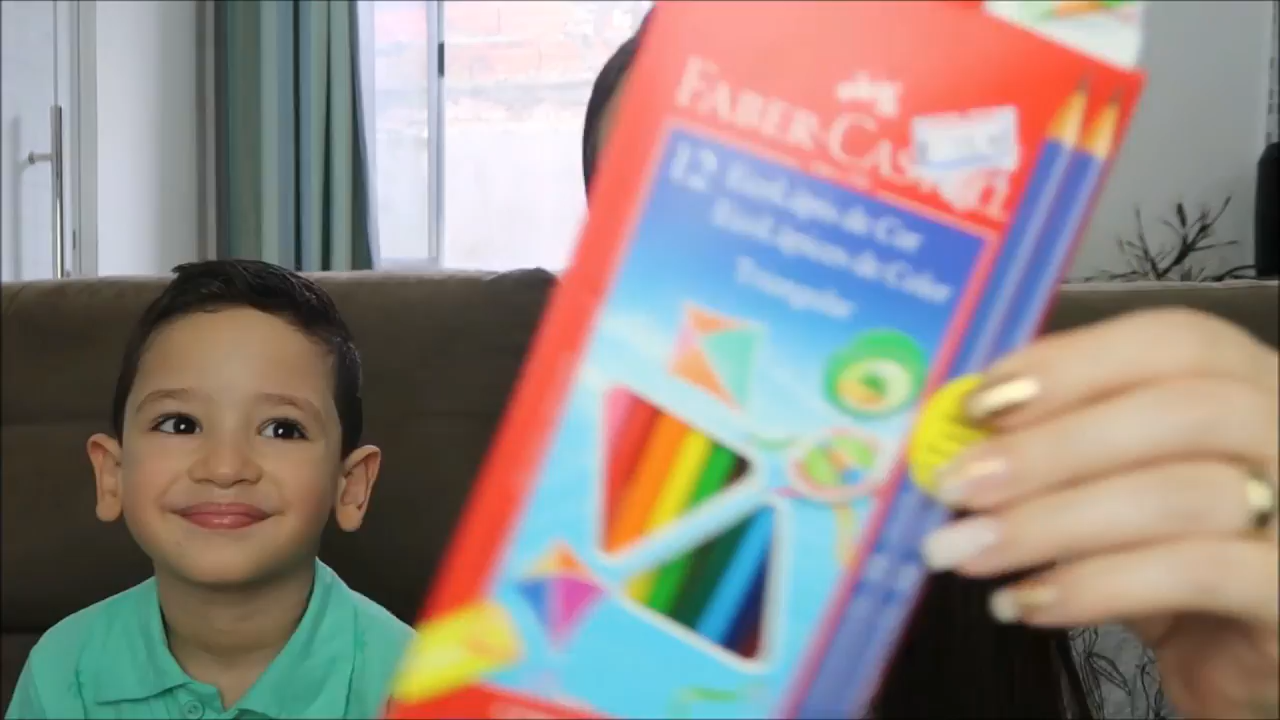 FABER-CASTELL
12 EcoLápis de Cor
EcoLápices de Color
Triangular